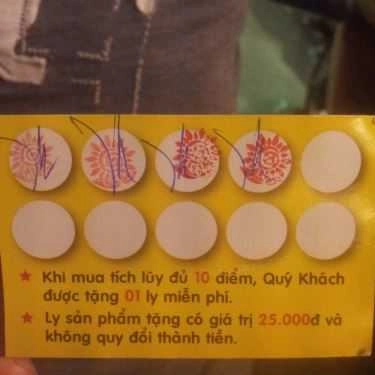 Khi mua tích lũy đủ 10 điểm, Quý Khách
được tặng 01 ly miễn phí.
Ly sản phẩm tặng có giá trị 25.000đ và
không quy đổi thành tiền.